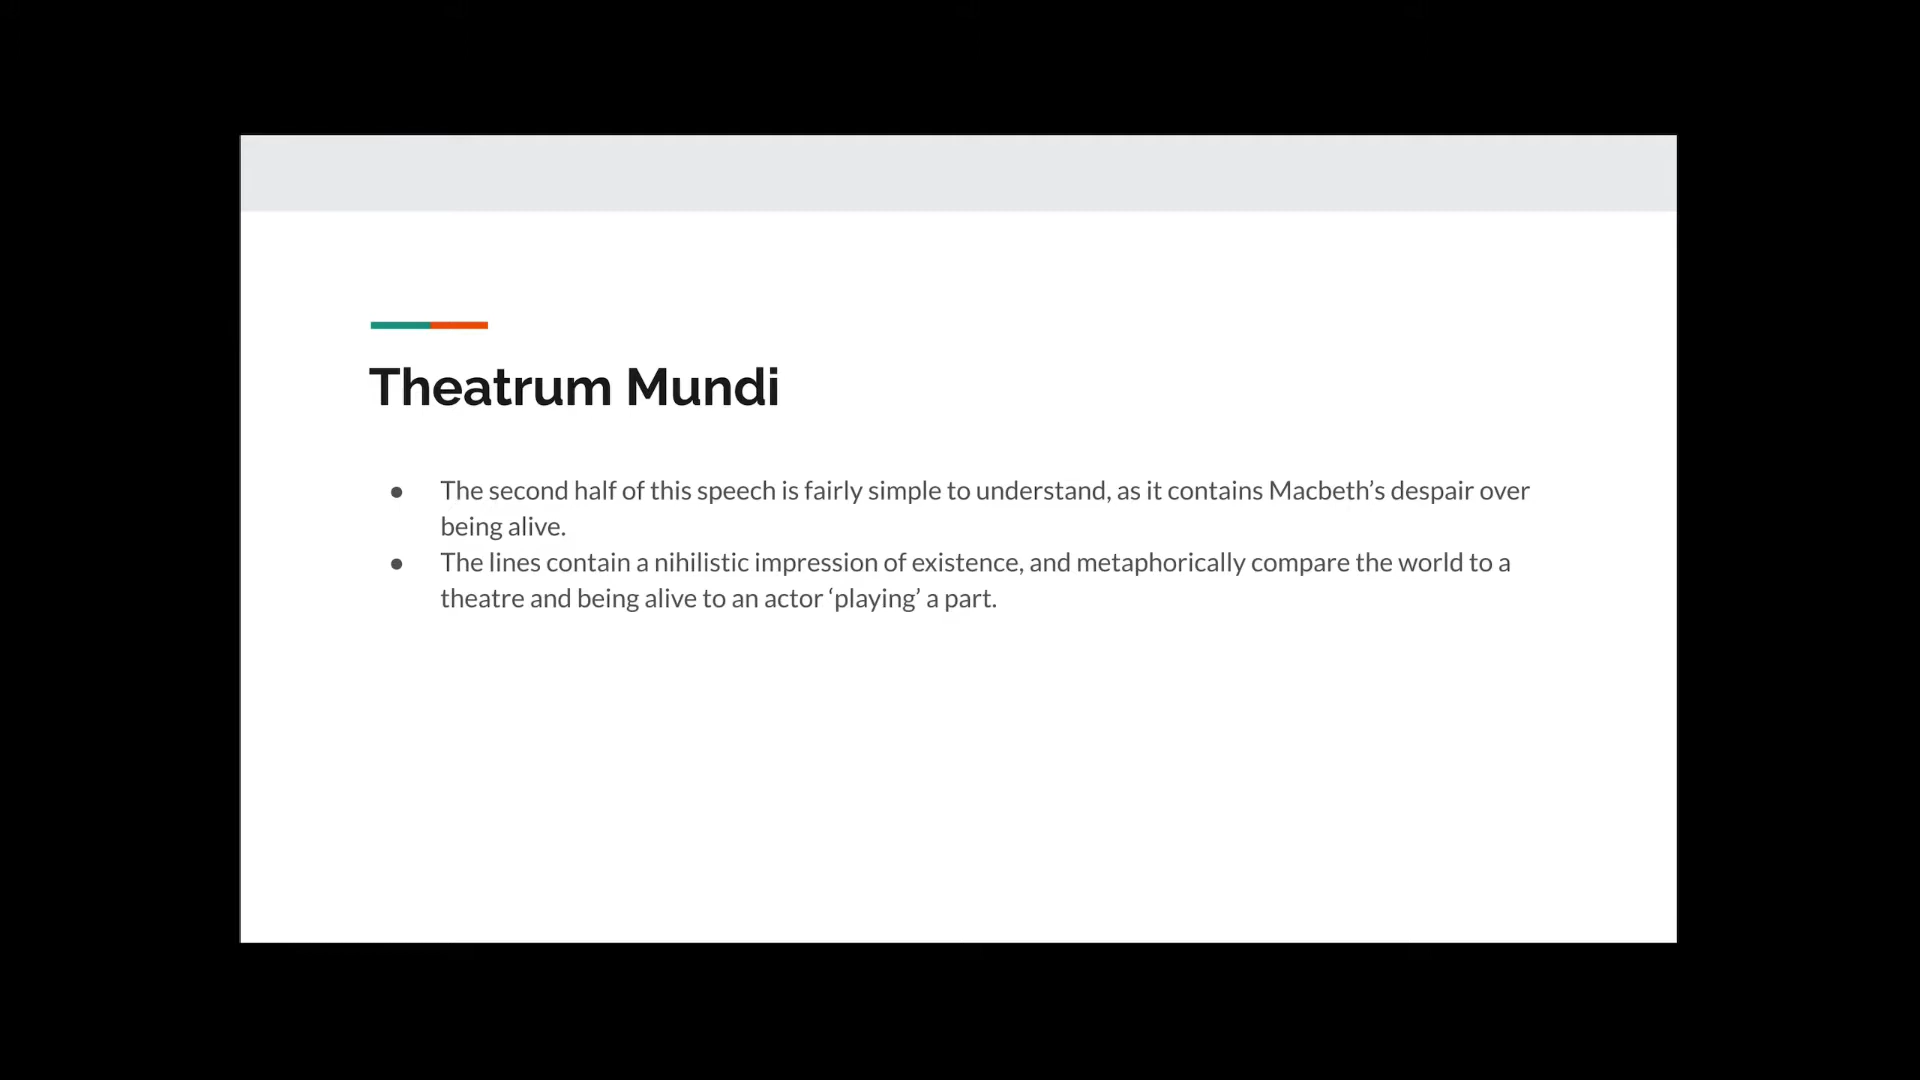 Theatrum Mundi
● The second half of this speech is fairly simple to understand, as it contains Macbeth’s despair over
being alive.
● The lines contain a nihilistic impression of existence, and metaphorically compare the world to a
theatre and being alive to an actor ‘playing’ a part.